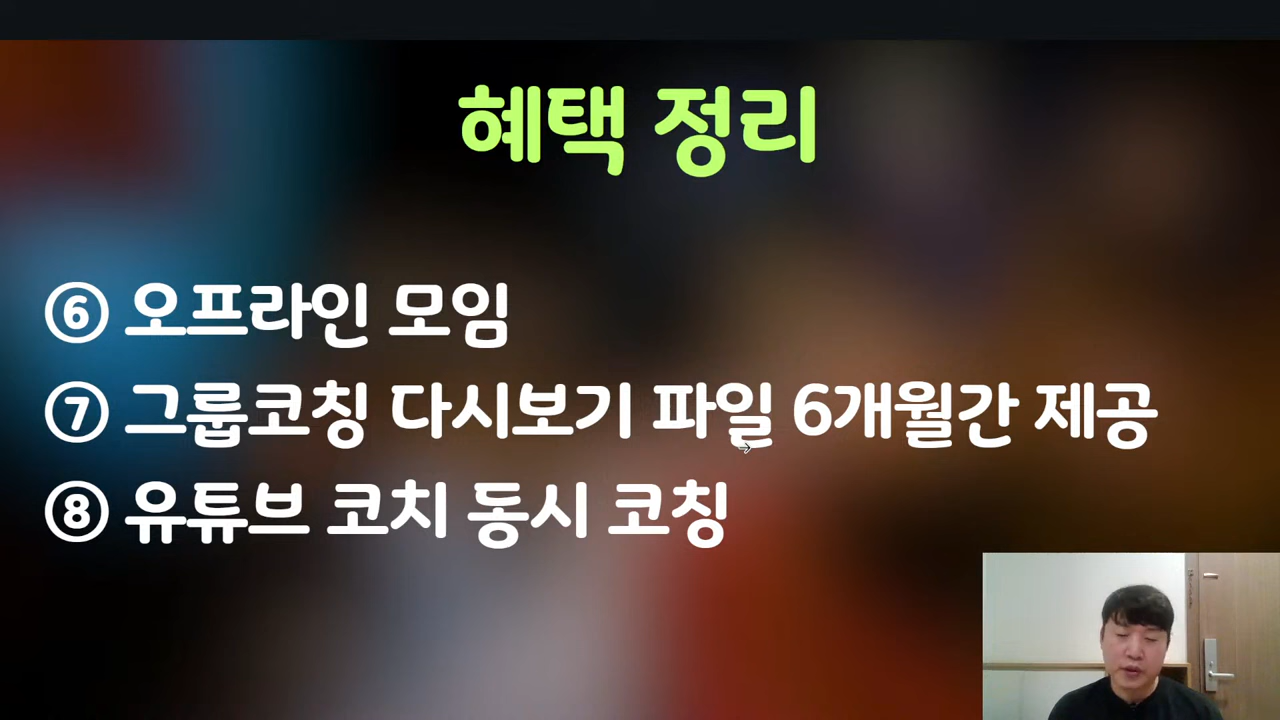 혜택 정리
⑥ 오프라인 모임
⑦ 그룹코칭 다시보기 파일 6개월간 제공
⑧ 유튜브 코치 동시 코칭